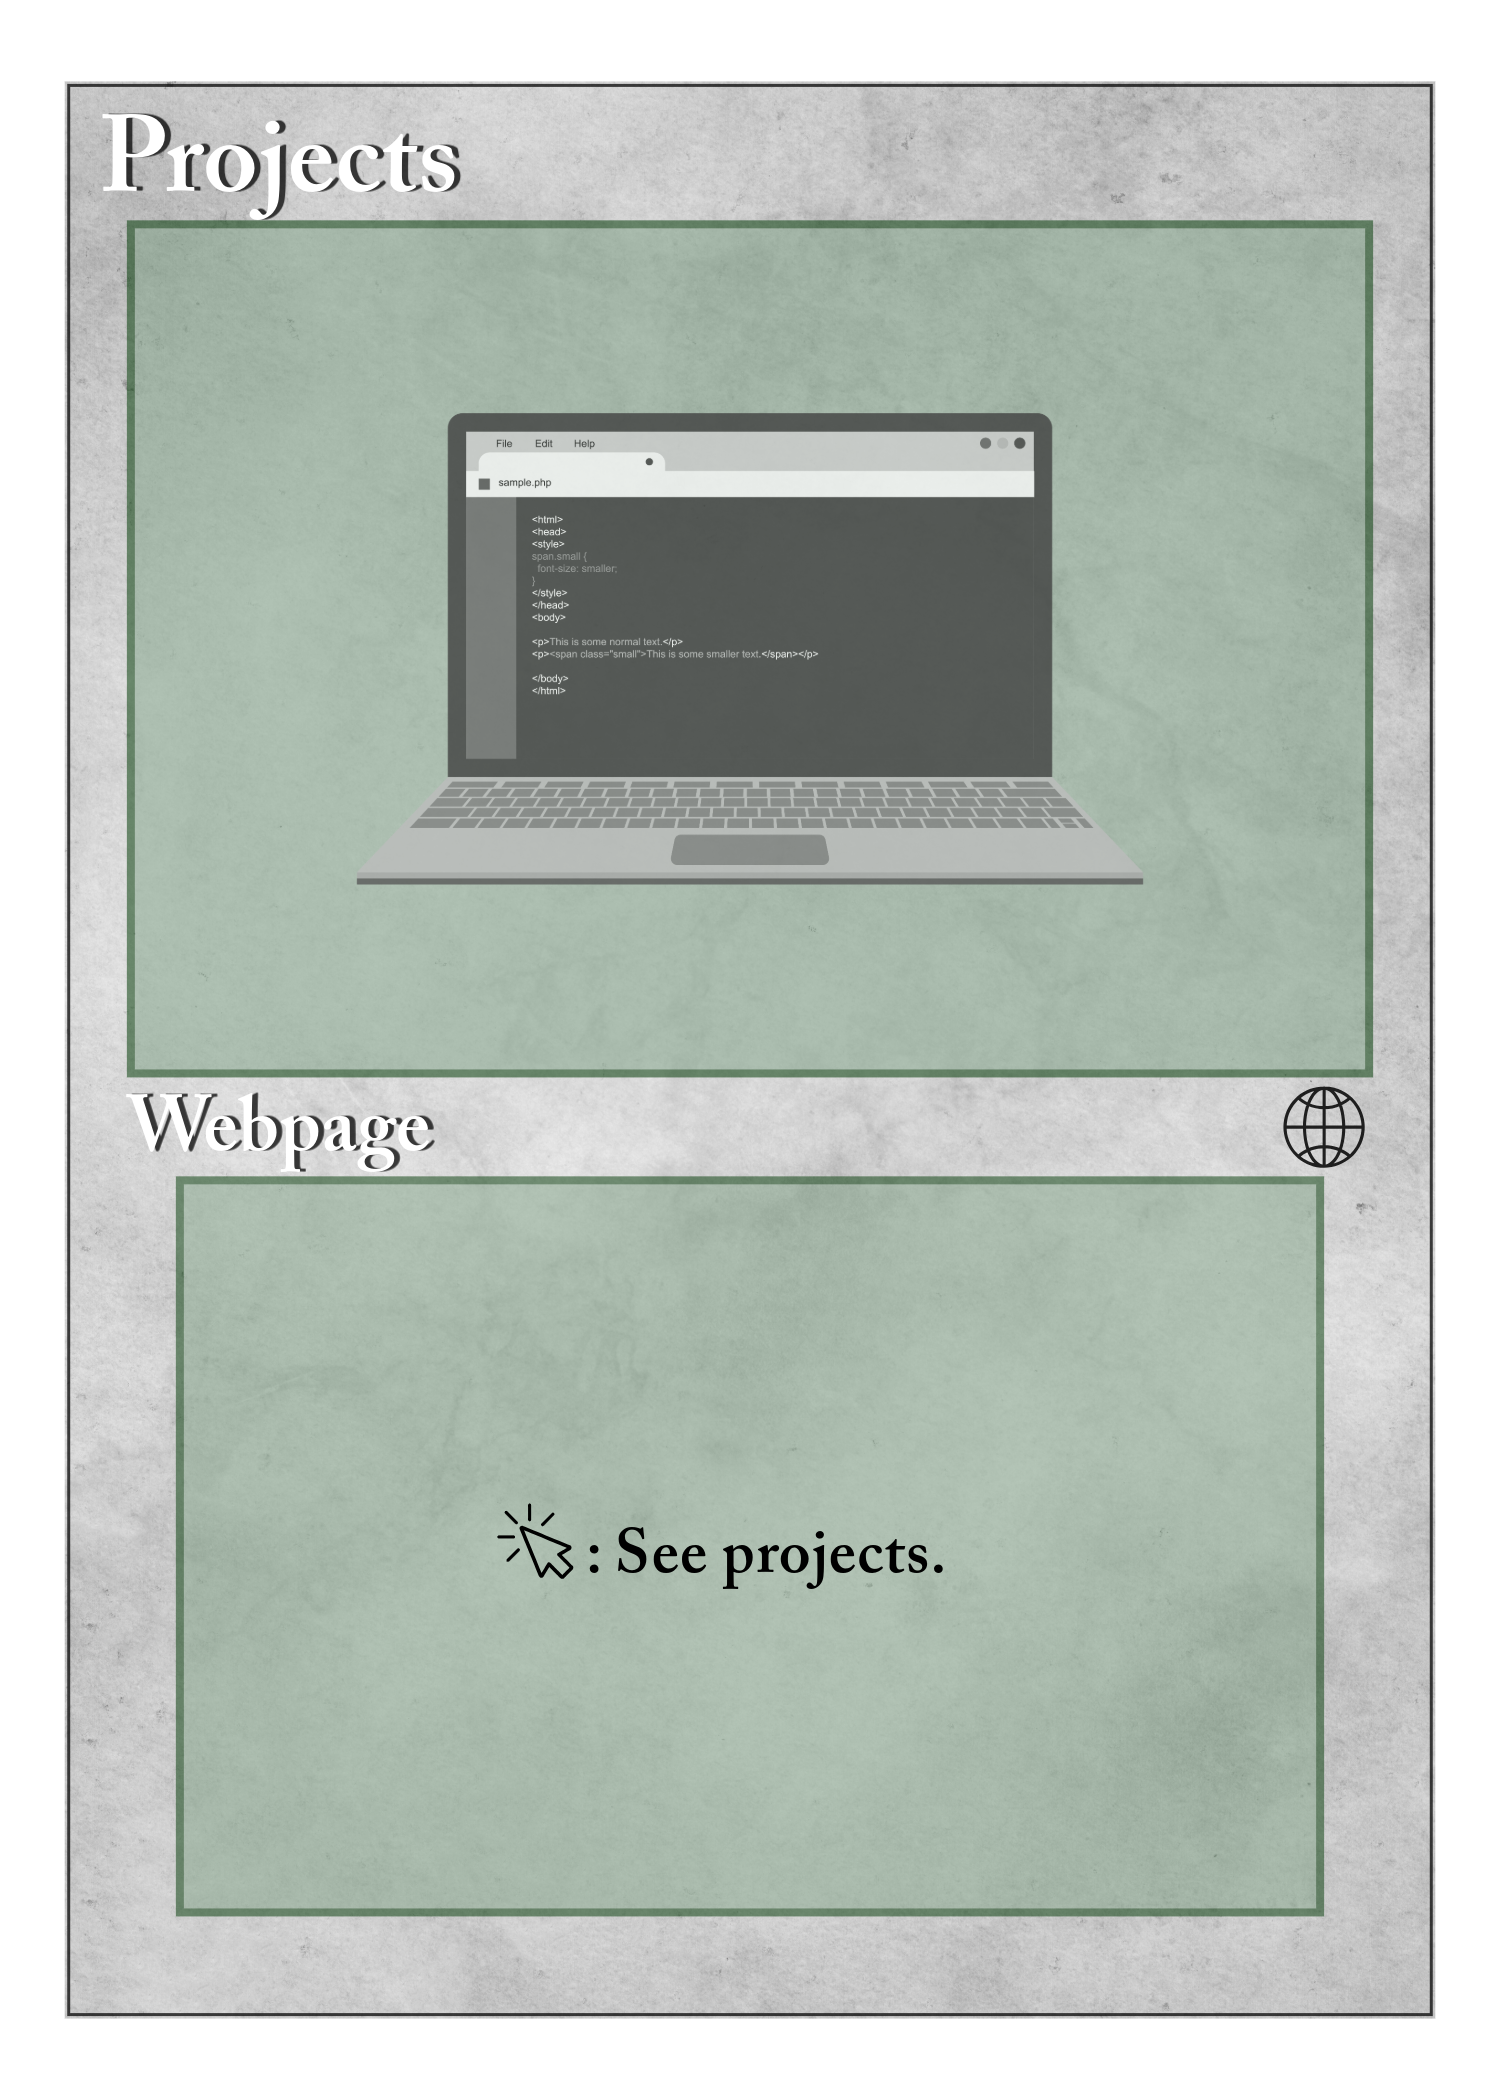 Projects
File Edit Help
sample.php
<html>
<head>
<style>
span.small {
  font-size: smaller;
}
</style>
</head>
<body>
<p>This is some normal text.</p>
<p><span class="small">This is some smaller text.</span></p>
</body>
</html>
Webpage
: See projects.